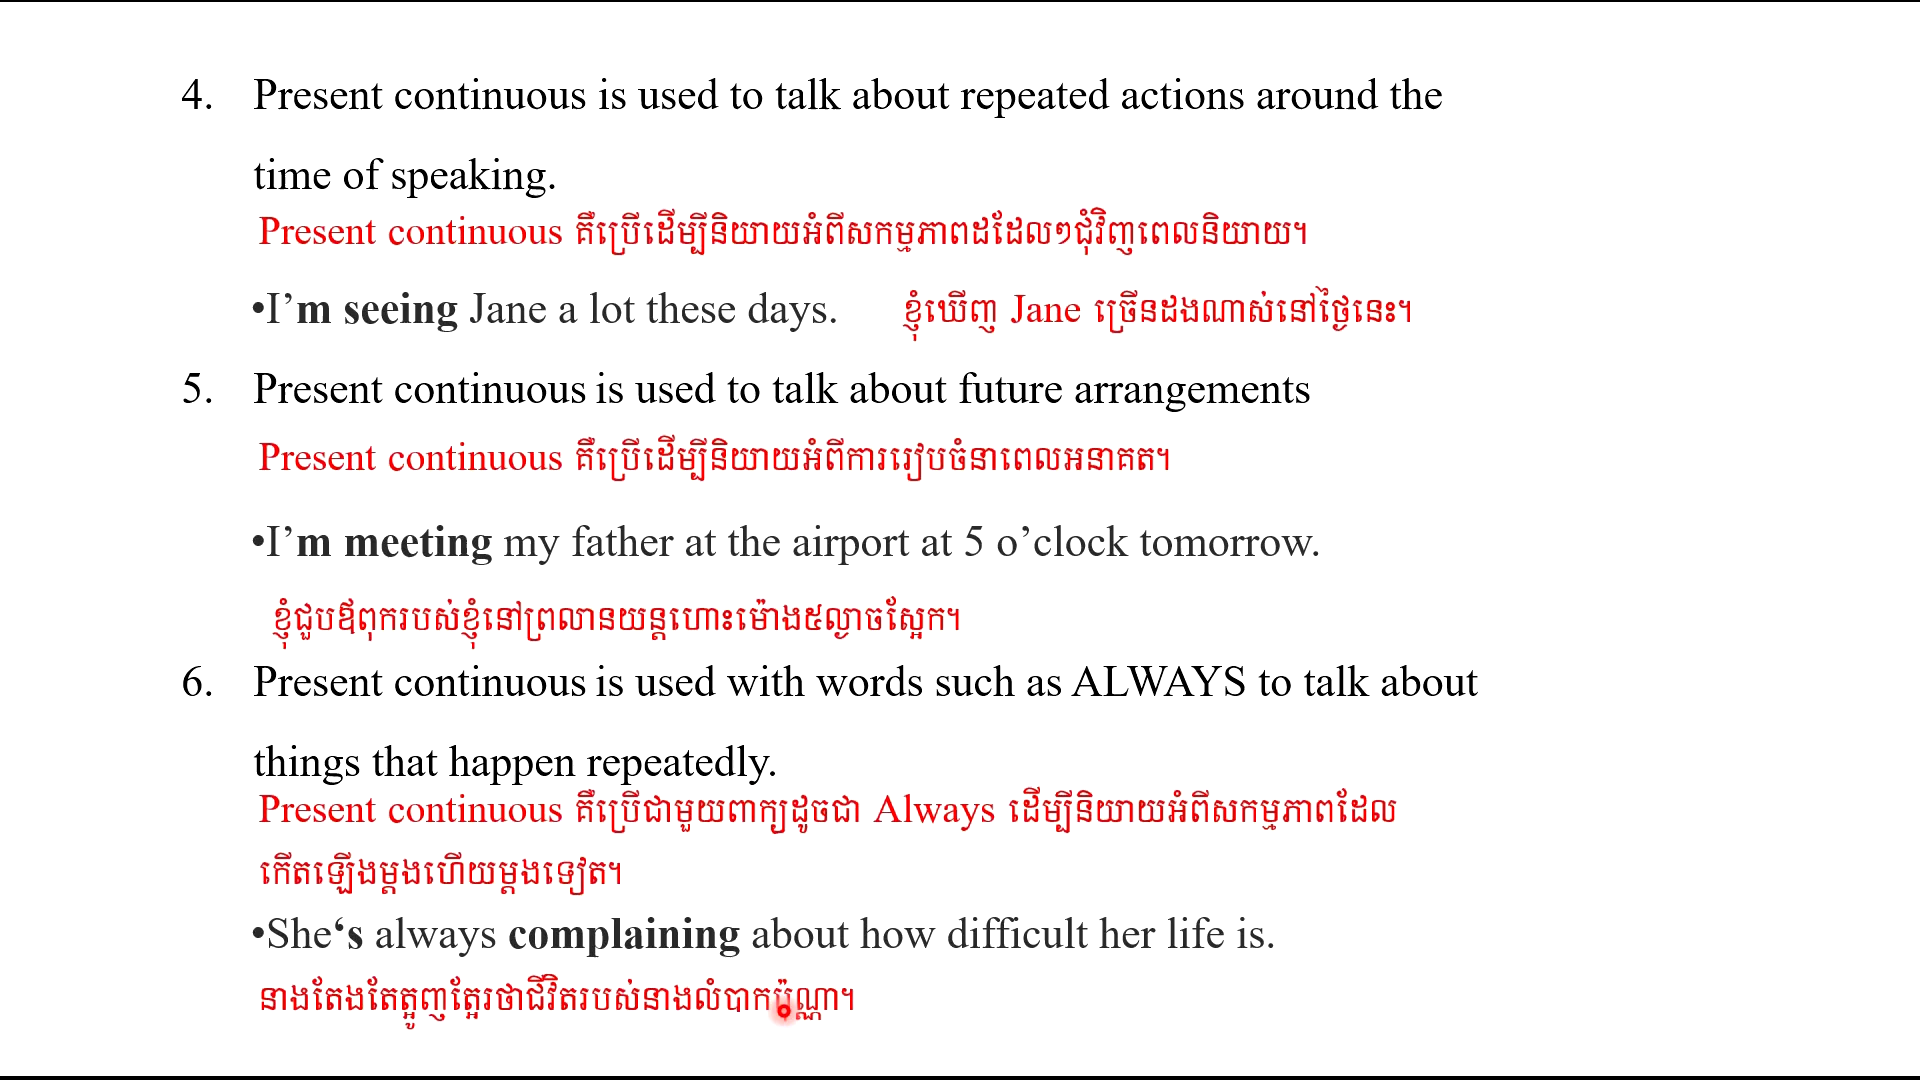 4. Present continuous is used to talk about repeated actions around the
time of speaking.
Present continuous គឺប្រើដើម្បីនិយាយអំពីសកម្មភាពដដែលៗជុំវិញពេលនិយាយ។
•I’m seeing Jane a lot these days. ខ្ញុំឃើញ Jane ច្រើនដងណាស់នៅថ្ងៃនេះ។
5. Present continuous is used to talk about future arrangements
Present continuous គឺប្រើដើម្បីនិយាយអំពីការរៀបចំនាពេលអនាគត។
•I’m meeting my father at the airport at 5 o’clock tomorrow.
ខ្ញុំជួបឪពុករបស់ខ្ញុំនៅព្រលានយន្តហោះម៉ោង៥ល្ងាចស្អែក។
6. Present continuous is used with words such as ALWAYS to talk about
things that happen repeatedly.
Present continuous គឺប្រើជាមួយពាក្យដូចជា Always ដើម្បីនិយាយអំពីសកម្មភាពដែល
កើតឡើងម្តងហើយម្តងទៀត។
•She‘s always complaining about how difficult her life is.
នាងតែងតែត្អូញត្អែរថាជីវិតរបស់នាងលំបាកប៉ុណ្ណា។